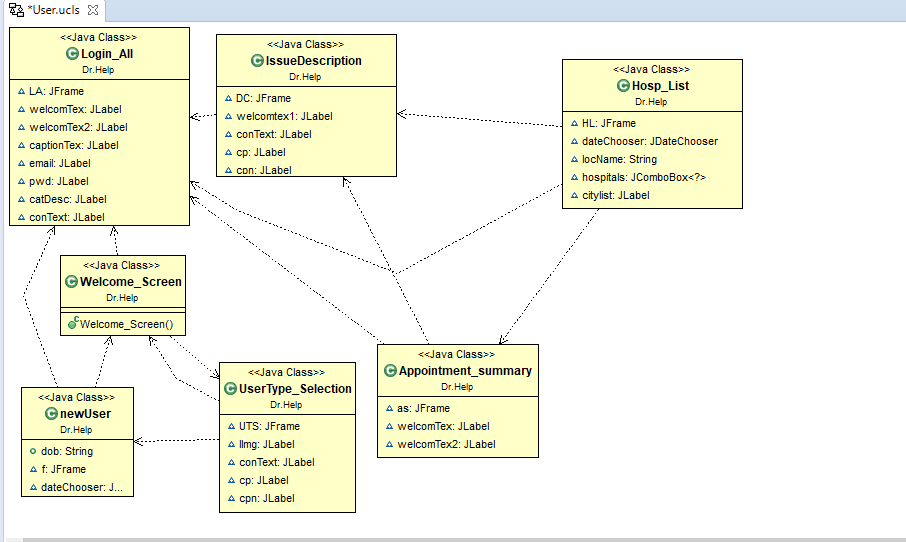 *User.ucls
<<Java Class>>
Login_All
Dr.Help
LA: JFrame
welcomTex: JLabel
welcomTex2: JLabel
captionTex: JLabel
email: JLabel
pwd: JLabel
catDesc: JLabel
conText: JLabel
<<Java Class>>
IssueDescription
Dr.Help
DC: JFrame
welcomtex1: JLabel
conText: JLabel
cp: JLabel
cpn: JLabel
<<Java Class>>
Hosp_List
Dr.Help
HL: JFrame
dateChooser: JDateChooser
locName: String
hospitals: JComboBox<?>
citylist: JLabel
<<Java Class>>
Welcome_Screen
Dr.Help
Welcome_Screen()
<<Java Class>>
newUser
Dr.Help
dob: String
f: JFrame
dateChooser: J...
<<Java Class>>
UserType_Selection
Dr.Help
UTS: JFrame
lImg: JLabel
conText: JLabel
cp: JLabel
cpn: JLabel
<<Java Class>>
Appointment_summary
Dr.Help
as: JFrame
welcomTex: JLabel
welcomTex2: JLabel